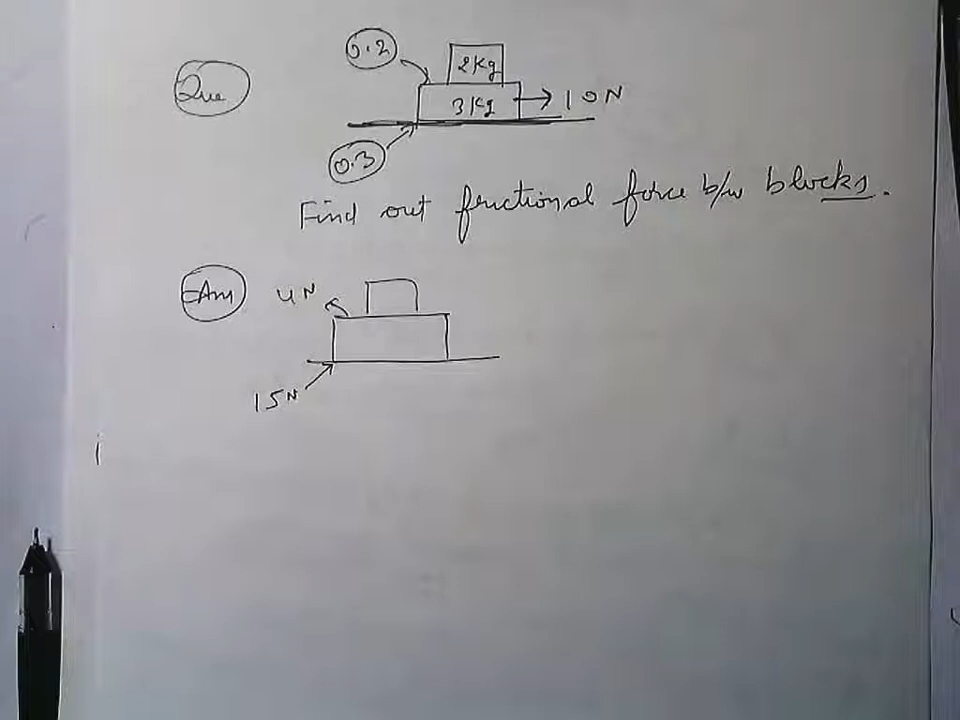 0.2
2Kg
Que
3Kg → 10N
0.3
Find out frictional force b/w blocks.
Ans
4N
15N
i